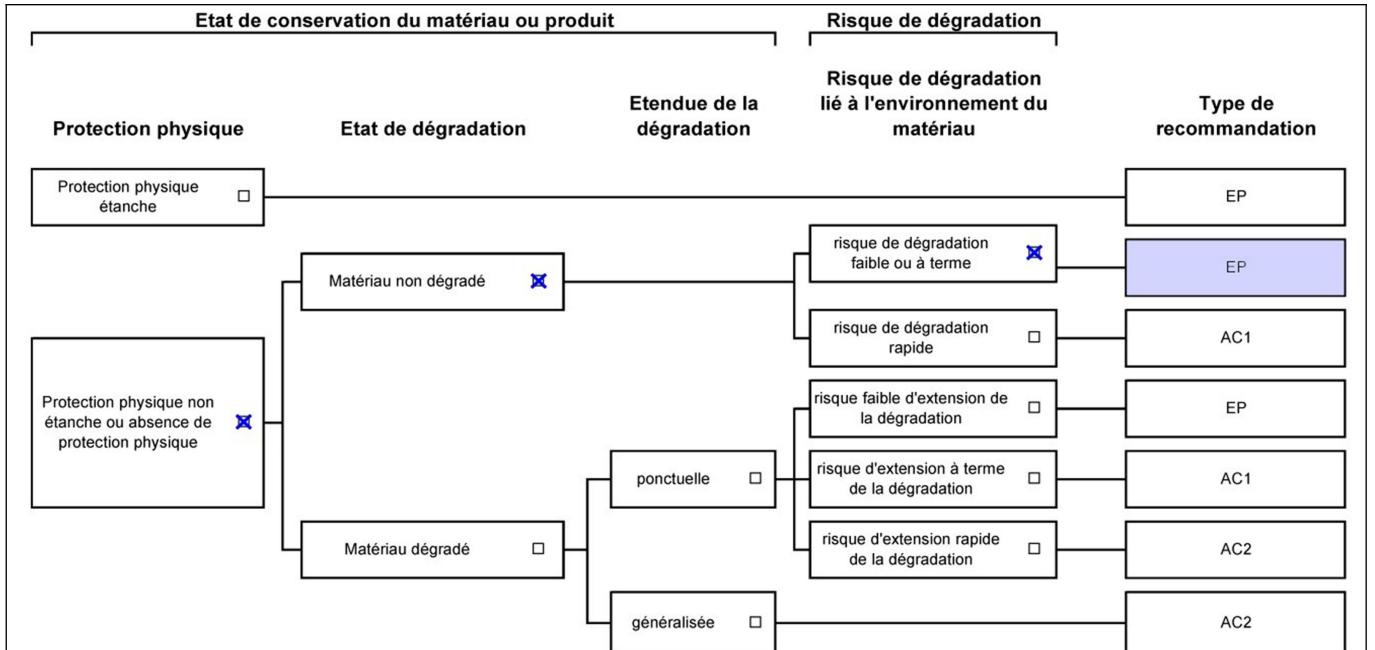 Etat de conservation du matériau ou produit
Risque de dégradation
Protection physique
Etat de dégradation
Etendue de la
dégradation
Risque de dégradation
lié à l'environnement du
matériau
Type de
recommandation
Protection physique
étanche
EP
risque de dégradation
faible ou à terme
EP
Matériau non dégradé
risque de dégradation
rapide
AC1
Protection physique non
étanche ou absence de
protection physique
risque faible d'extension de
la dégradation
EP
ponctuelle
risque d'extension à terme
de la dégradation
AC1
Matériau dégradé
risque d'extension rapide
de la dégradation
AC2
généralisée
AC2